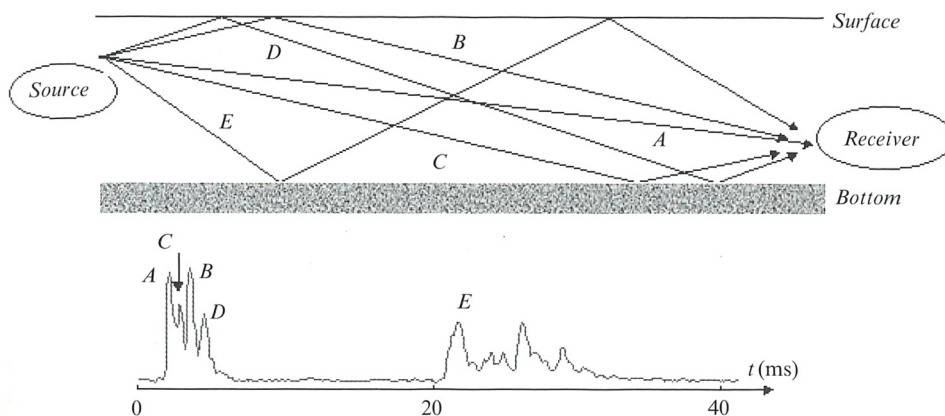 Surface
B
D
Source
E
A
Receiver
C
Bottom
C
A
B
D
E
t (ms)
0
20
40